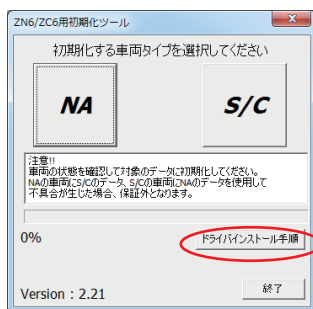 ZN6/ZC6用初期化ツール
初期化する車両タイプを選択してください
NA
S/C
注意!!
車両の状態を確認して対象のデータに初期化してください。
NAの車両にS/Cのデータ、S/Cの車両にNAのデータを使用して
不具合が生じた場合、保証外となります。
0%
ドライバインストール手順
Version : 2.21
終了